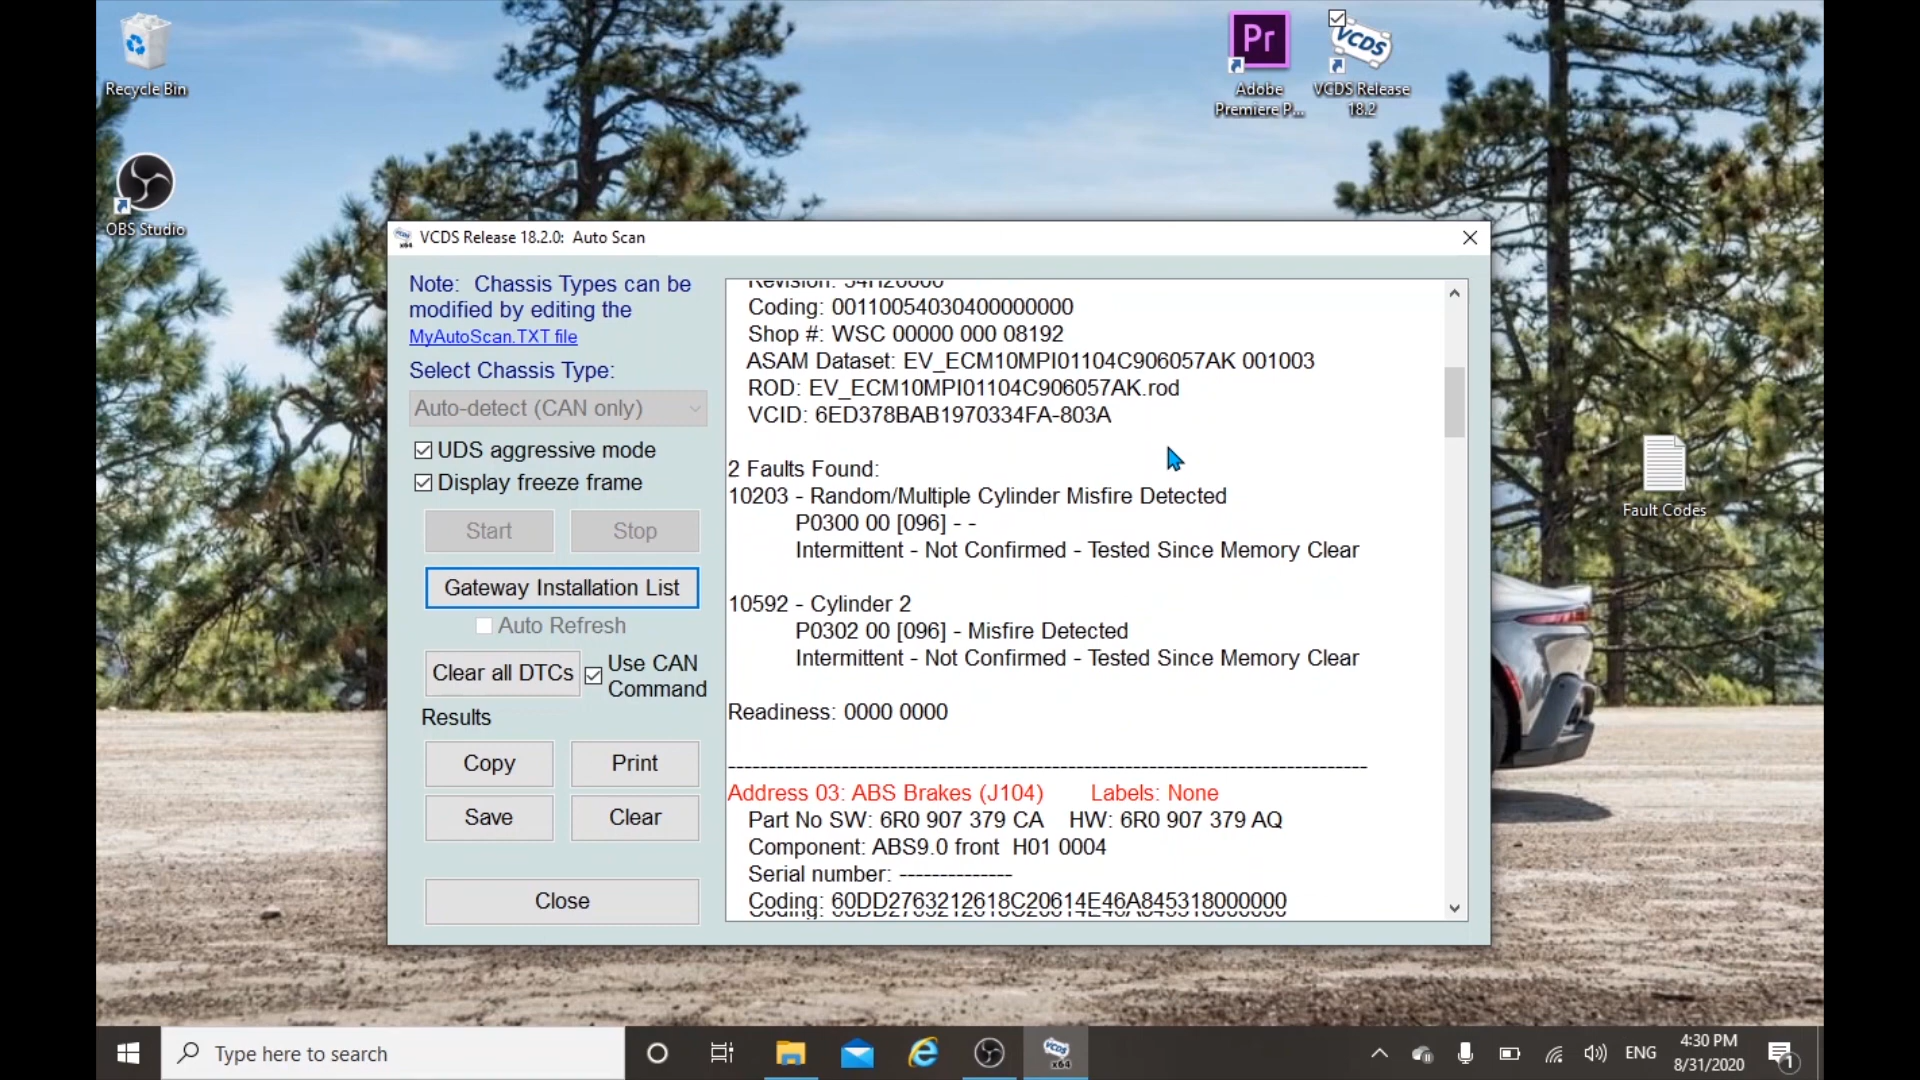 Recycle Bin
OBS Studio
Pr
Adobe
Premiere P...
VCDS
VCDS Release
18.2
Fault Codes
VCDS Release 18.2.0: Auto Scan
Note: Chassis Types can be
modified by editing the
MyAutoScan.TXT file
Select Chassis Type:
Auto-detect (CAN only)
UDS aggressive mode
Display freeze frame
Start
Stop
Gateway Installation List
Auto Refresh
Clear all DTCs
Use CAN
Command
Results
Copy
Print
Save
Clear
Close
Coding: 00110054030400000000
Shop #: WSC 00000 000 08192
ASAM Dataset: EV_ECM10MPI01104C906057AK 001003
ROD: EV_ECM10MPI01104C906057AK.rod
VCID: 6ED378BAB1970334FA-803A
2 Faults Found:
10203 - Random/Multiple Cylinder Misfire Detected
P0300 00 [096] - -
Intermittent - Not Confirmed - Tested Since Memory Clear
10592 - Cylinder 2
P0302 00 [096] - Misfire Detected
Intermittent - Not Confirmed - Tested Since Memory Clear
Readiness: 0000 0000
-------------------------------------------------------------------------------
Address 03: ABS Brakes (J104) Labels: None
Part No SW: 6R0 907 379 CA HW: 6R0 907 379 AQ
Component: ABS9.0 front H01 0004
Serial number: --------------
Coding: 60DD2763212618C20614E46A845318000000
Type here to search
VCDS
x64
ENG
4:30 PM
8/31/2020
1